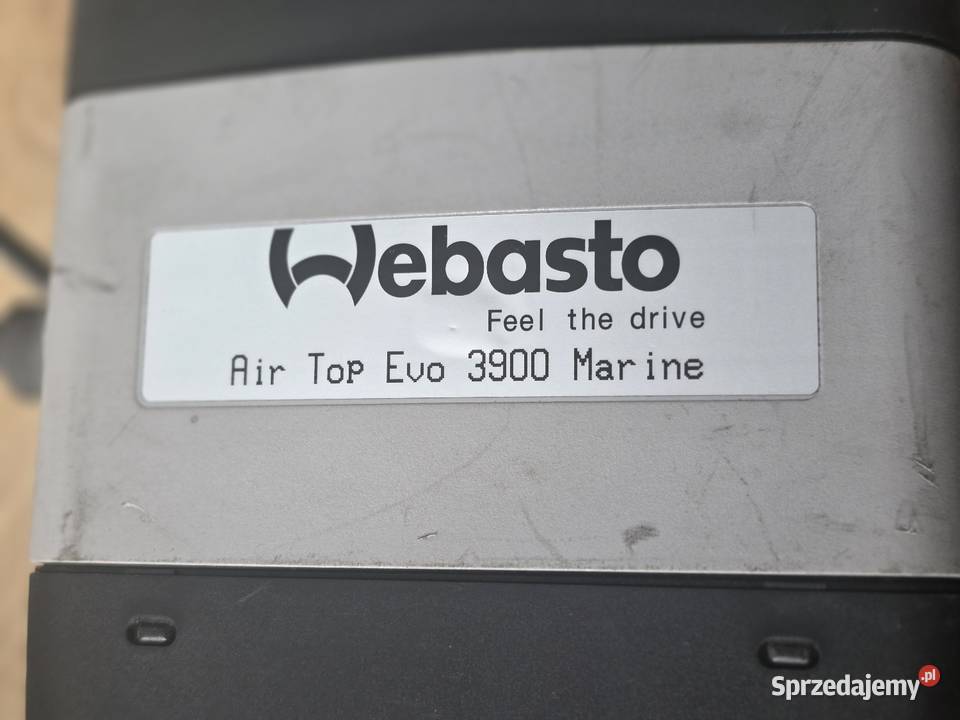 Webasto
Feel the drive
Air Top Evo 3900 Marine
Sprzedajemy.pl